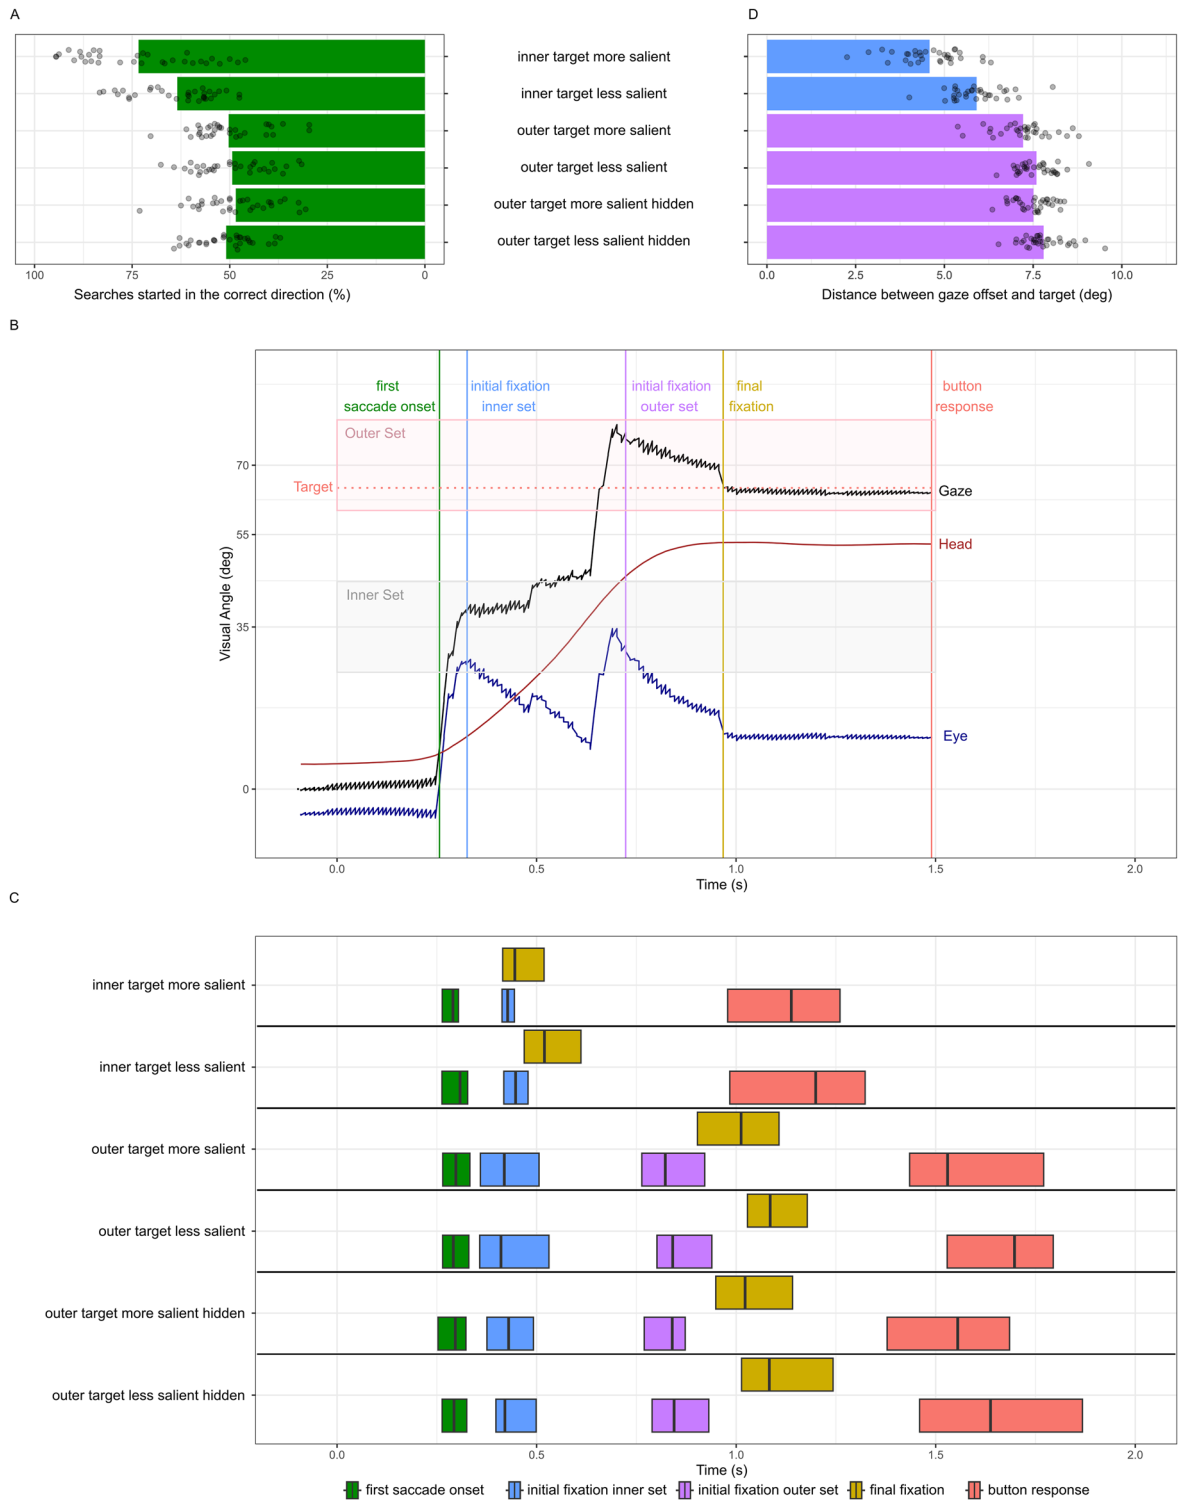 A
D
inner target more salient
inner target less salient
outer target more salient
outer target less salient
outer target more salient hidden
outer target less salient hidden
100 75 50 25 0
0.0 2.5 5.0 7.5 10.0
Searches started in the correct direction (%)
Distance between gaze offset and target (deg)
B
first
saccade onset
initial fixation
inner set
initial fixation
outer set
final
fixation
button
response
Outer Set
70
Target
Gaze
55
Head
Inner Set
35
Visual Angle (deg)
Eye
0
0.0 0.5 1.0 1.5 2.0
Time (s)
C
inner target more salient
inner target less salient
outer target more salient
outer target less salient
outer target more salient hidden
outer target less salient hidden
0.0 0.5 1.0 1.5 2.0
Time (s)
first saccade onset initial fixation inner set initial fixation outer set final fixation button response